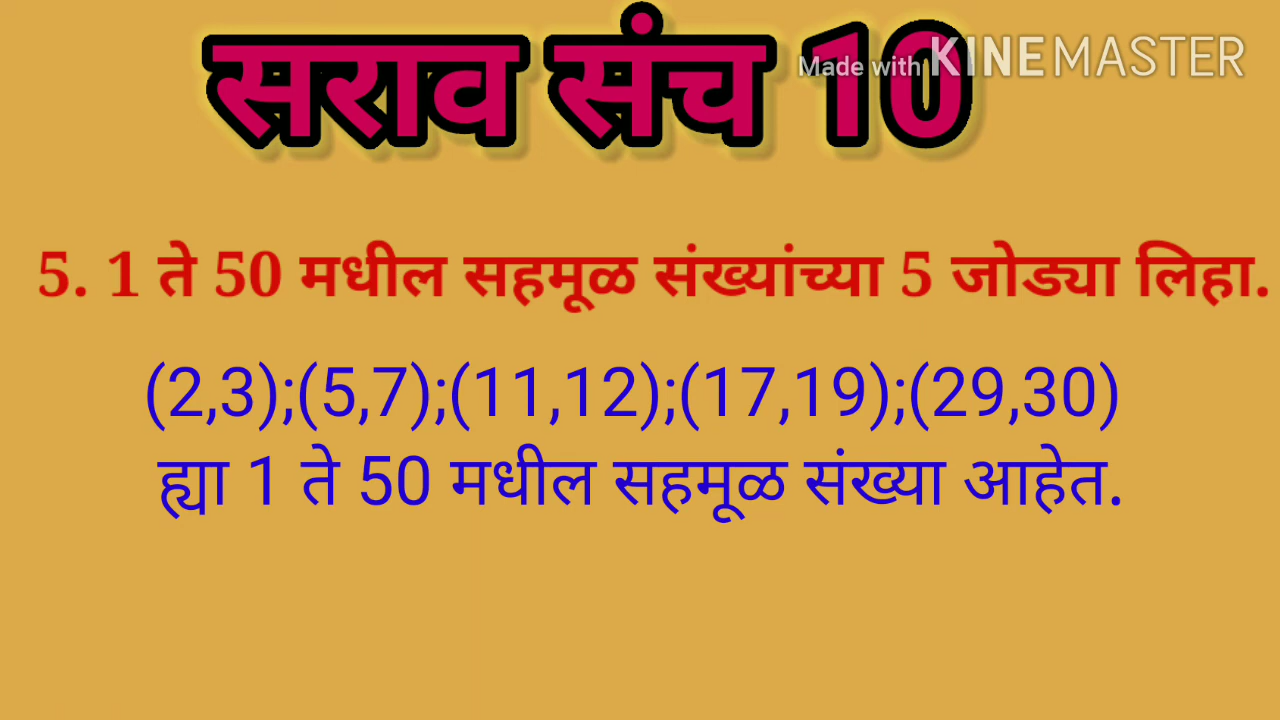 सराव संच 10
Made with KINEMASTER
5. 1 ते 50 मधील सहमूळ संख्यांच्या 5 जोड्या लिहा.
(2,3);(5,7);(11,12);(17,19);(29,30)
ह्या 1 ते 50 मधील सहमूळ संख्या आहेत.